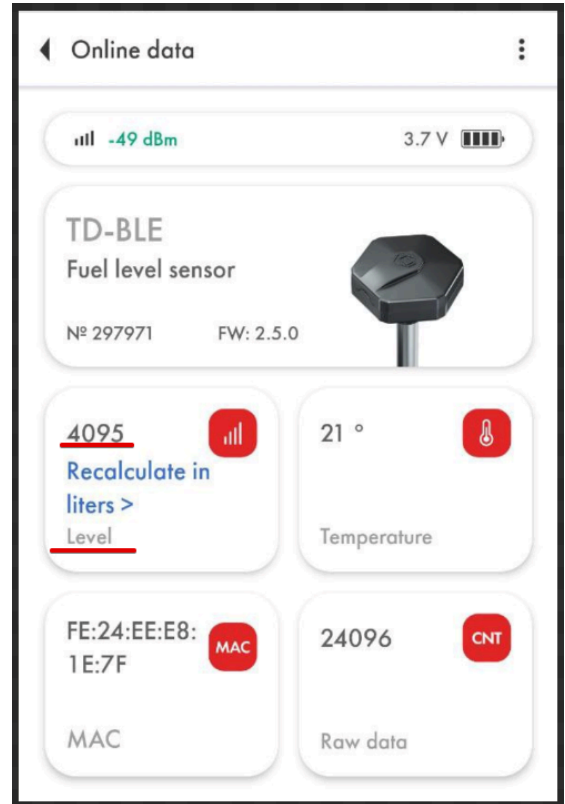 Online data
-49 dBm
3.7 V
TD-BLE
Fuel level sensor
№ 297971 FW: 2.5.0
4095
Recalculate in
liters >
Level
21 °
Temperature
FE:24:EE:E8:
1E:7F
MAC
MAC
24096
CNT
Raw data